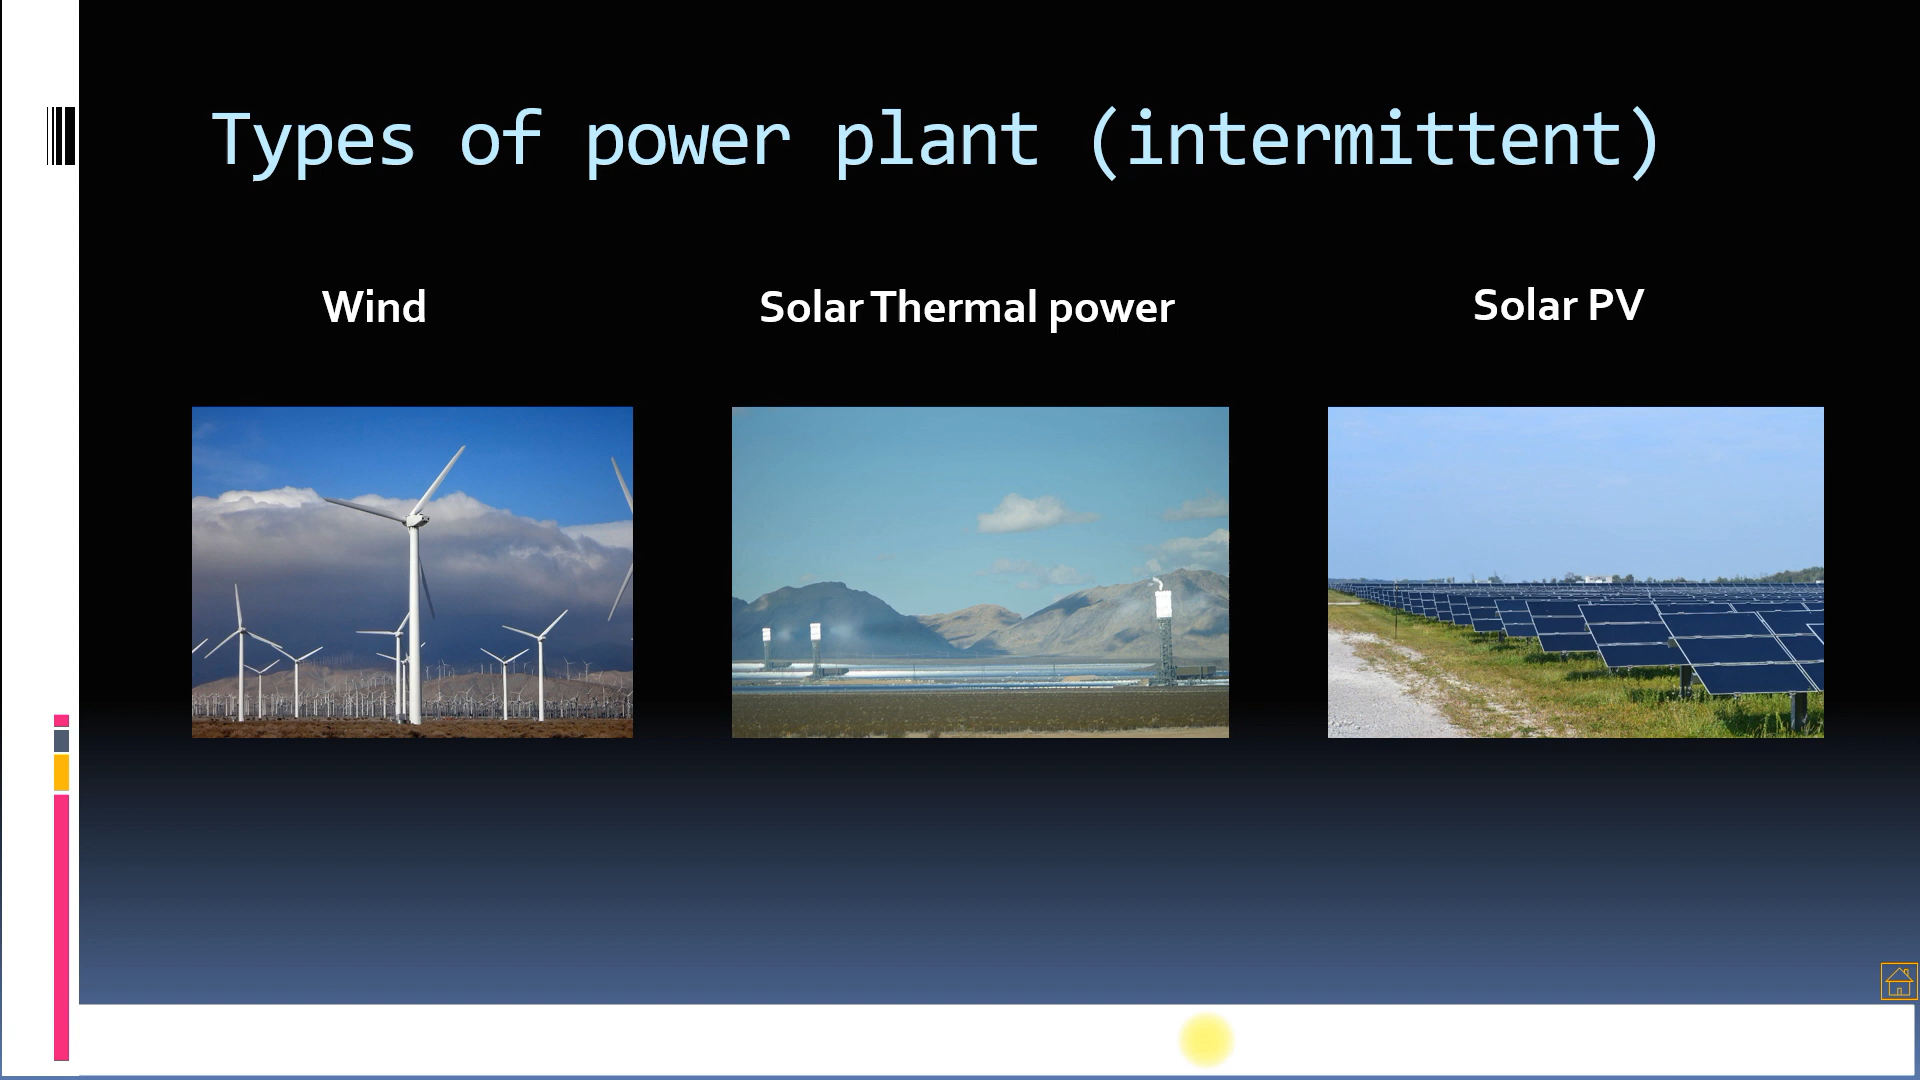 Types of power plant (intermittent)
Wind
Solar Thermal power
Solar PV